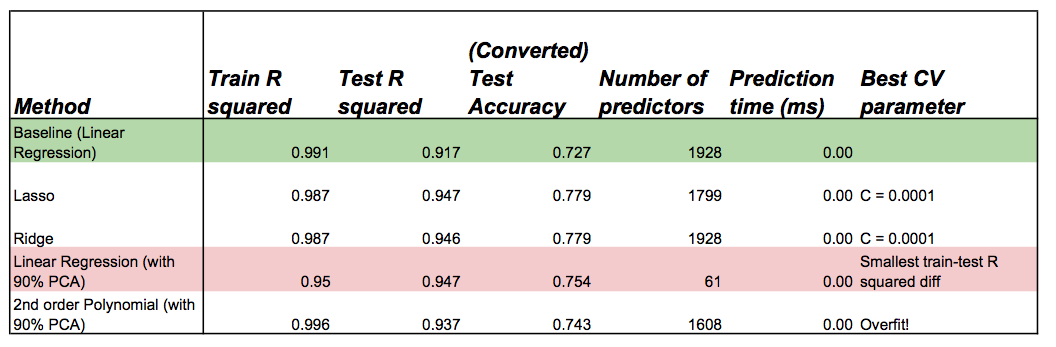 Method Train R squared Test R squared (Converted) Test Accuracy Number of predictors Prediction time (ms) Best CV parameter
Baseline (Linear Regression) 0.991 0.917 0.727 1928 0.00
Lasso 0.987 0.947 0.779 1799 0.00 C = 0.0001
Ridge 0.987 0.946 0.779 1928 0.00 C = 0.0001
Linear Regression (with 90% PCA) 0.95 0.947 0.754 61 0.00 Smallest train-test R squared diff
2nd order Polynomial (with 90% PCA) 0.996 0.937 0.743 1608 0.00 Overfit!